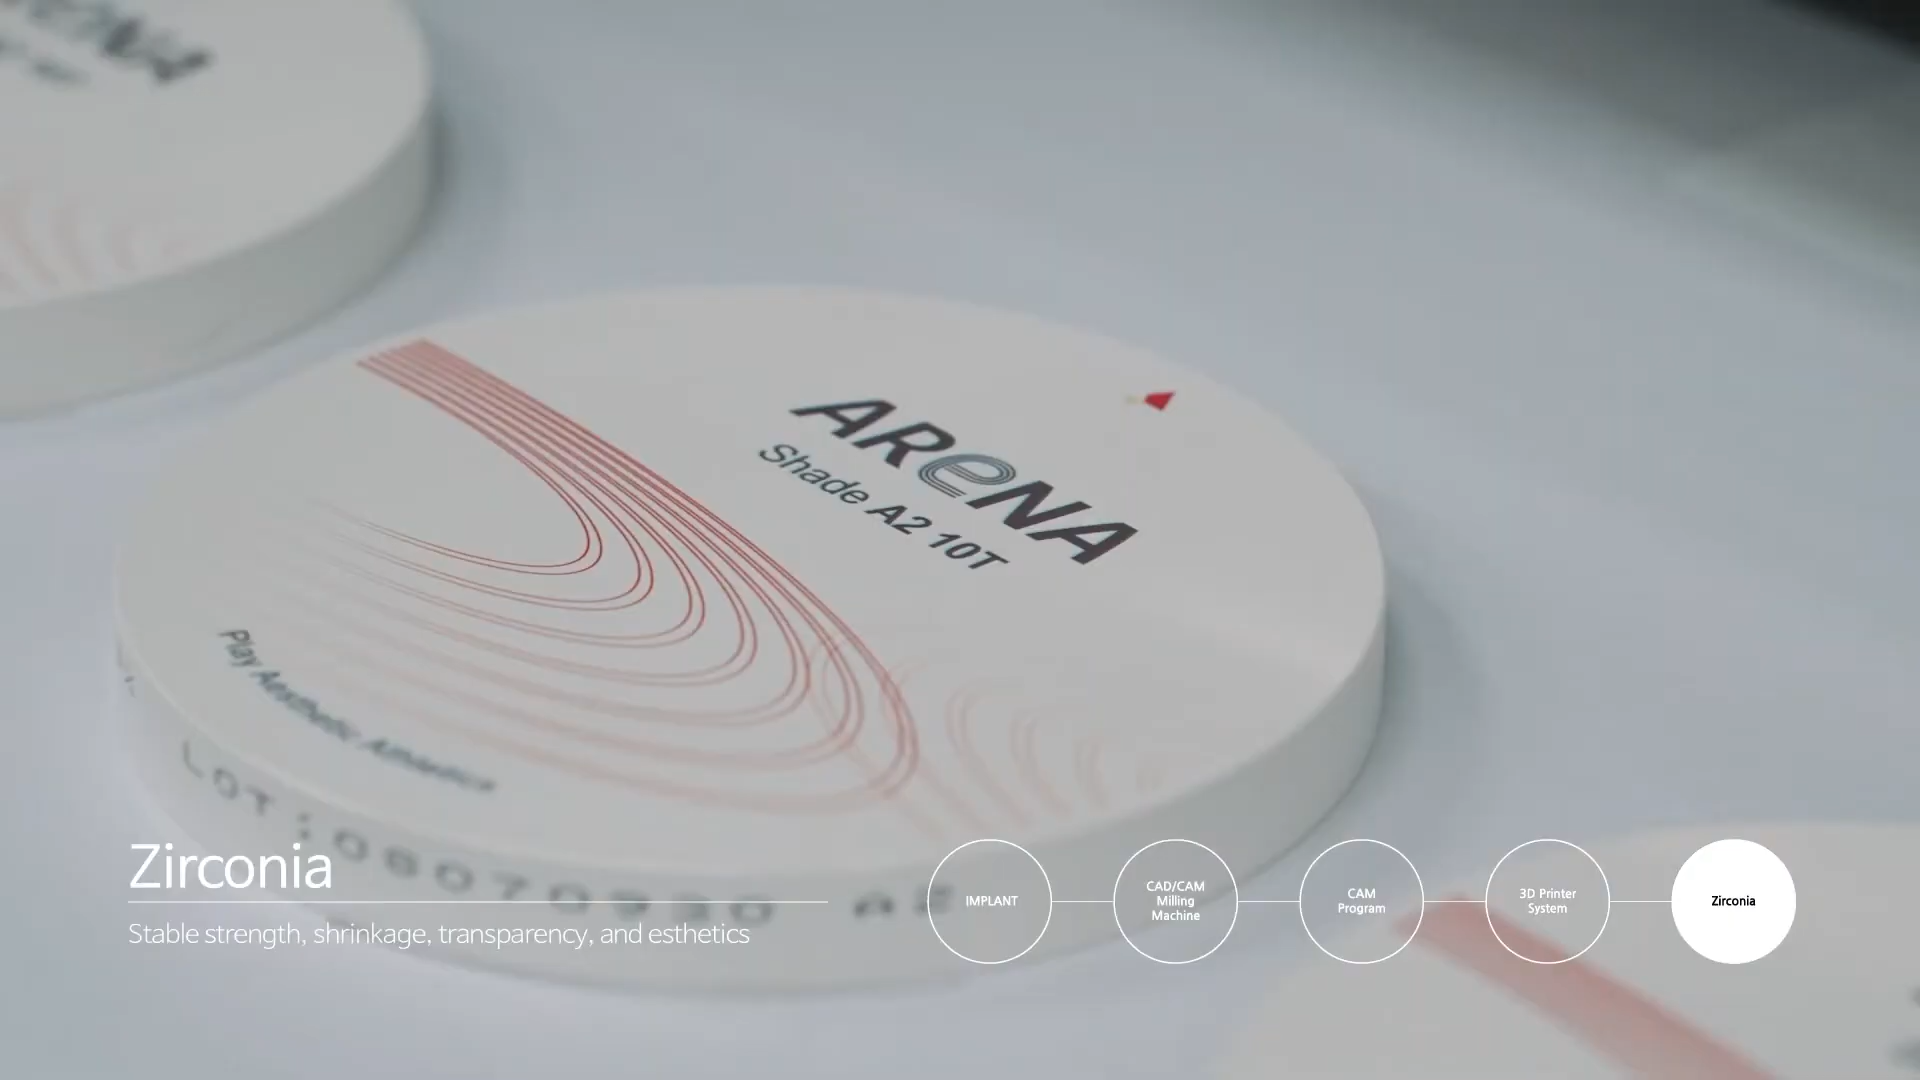 AReNA
Shade A2 10T
Play Aesthetic
LOT:08070930 A2
Zirconia
Stable strength, shrinkage, transparency, and esthetics
IMPLANT
CAD/CAM
Milling
Machine
CAM
Program
3D Printer
System
Zirconia